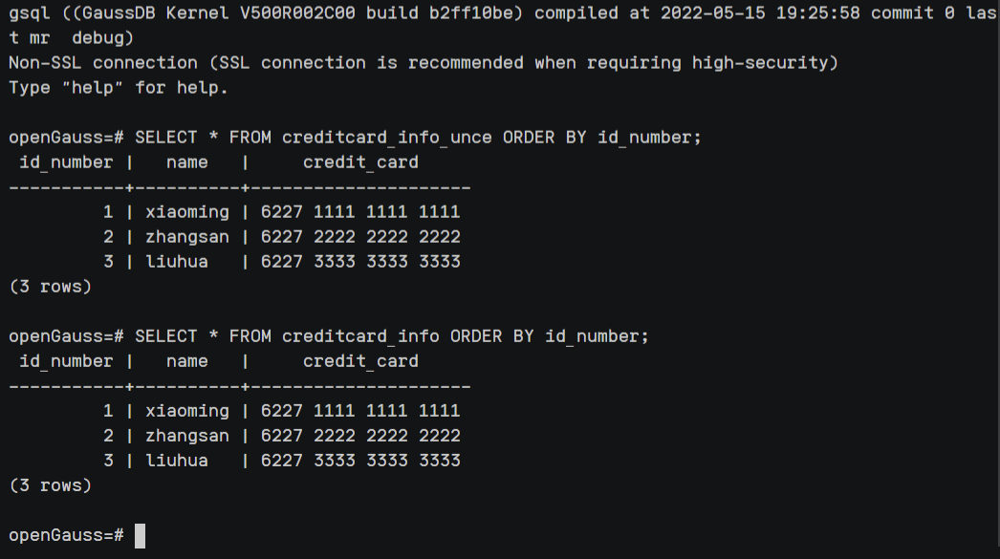 gsql ((GaussDB Kernel V500R002C00 build b2ff10be) compiled at 2022-05-15 19:25:58 commit 0 las
t mr  debug)
Non-SSL connection (SSL connection is recommended when requiring high-security)
Type "help" for help.

openGauss=# SELECT * FROM creditcard_info_unce ORDER BY id_number;
 id_number |   name   |     credit_card
-----------+----------+---------------------
         1 | xiaoming | 6227 1111 1111 1111
         2 | zhangsan | 6227 2222 2222 2222
         3 | liuhua   | 6227 3333 3333 3333
(3 rows)

openGauss=# SELECT * FROM creditcard_info ORDER BY id_number;
 id_number |   name   |     credit_card
-----------+----------+---------------------
         1 | xiaoming | 6227 1111 1111 1111
         2 | zhangsan | 6227 2222 2222 2222
         3 | liuhua   | 6227 3333 3333 3333
(3 rows)

openGauss=#